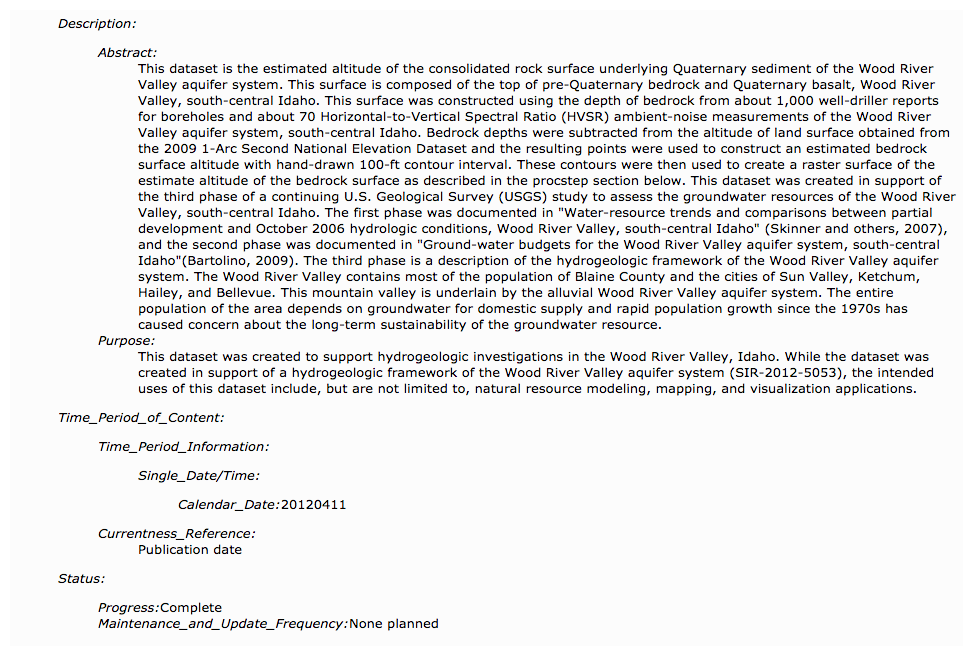 Description:
Abstract:
This dataset is the estimated altitude of the consolidated rock surface underlying Quaternary sediment of the Wood River
Valley aquifer system. This surface is composed of the top of pre-Quaternary bedrock and Quaternary basalt, Wood River
Valley, south-central Idaho. This surface was constructed using the depth of bedrock from about 1,000 well-driller reports
for boreholes and about 70 Horizontal-to-Vertical Spectral Ratio (HVSR) ambient-noise measurements of the Wood River
Valley aquifer system, south-central Idaho. Bedrock depths were subtracted from the altitude of land surface obtained from
the 2009 1-Arc Second National Elevation Dataset and the resulting points were used to construct an estimated bedrock
surface altitude with hand-drawn 100-ft contour interval. These contours were then used to create a raster surface of the
estimate altitude of the bedrock surface as described in the procstep section below. This dataset was created in support of
the third phase of a continuing U.S. Geological Survey (USGS) study to assess the groundwater resources of the Wood River
Valley, south-central Idaho. The first phase was documented in "Water-resource trends and comparisons between partial
development and October 2006 hydrologic conditions, Wood River Valley, south-central Idaho" (Skinner and others, 2007),
and the second phase was documented in "Ground-water budgets for the Wood River Valley aquifer system, south-central
Idaho"(Bartolino, 2009). The third phase is a description of the hydrogeologic framework of the Wood River Valley aquifer
system. The Wood River Valley contains most of the population of Blaine County and the cities of Sun Valley, Ketchum,
Hailey, and Bellevue. This mountain valley is underlain by the alluvial Wood River Valley aquifer system. The entire
population of the area depends on groundwater for domestic supply and rapid population growth since the 1970s has
caused concern about the long-term sustainability of the groundwater resource.
Purpose:
This dataset was created to support hydrogeologic investigations in the Wood River Valley, Idaho. While the dataset was
created in support of a hydrogeologic framework of the Wood River Valley aquifer system (SIR-2012-5053), the intended
uses of this dataset include, but are not limited to, natural resource modeling, mapping, and visualization applications.
Time_Period_of_Content:
Time_Period_Information:
Single_Date/Time:
Calendar_Date:20120411
Currentness_Reference:
Publication date
Status:
Progress:Complete
Maintenance_and_Update_Frequency:None planned